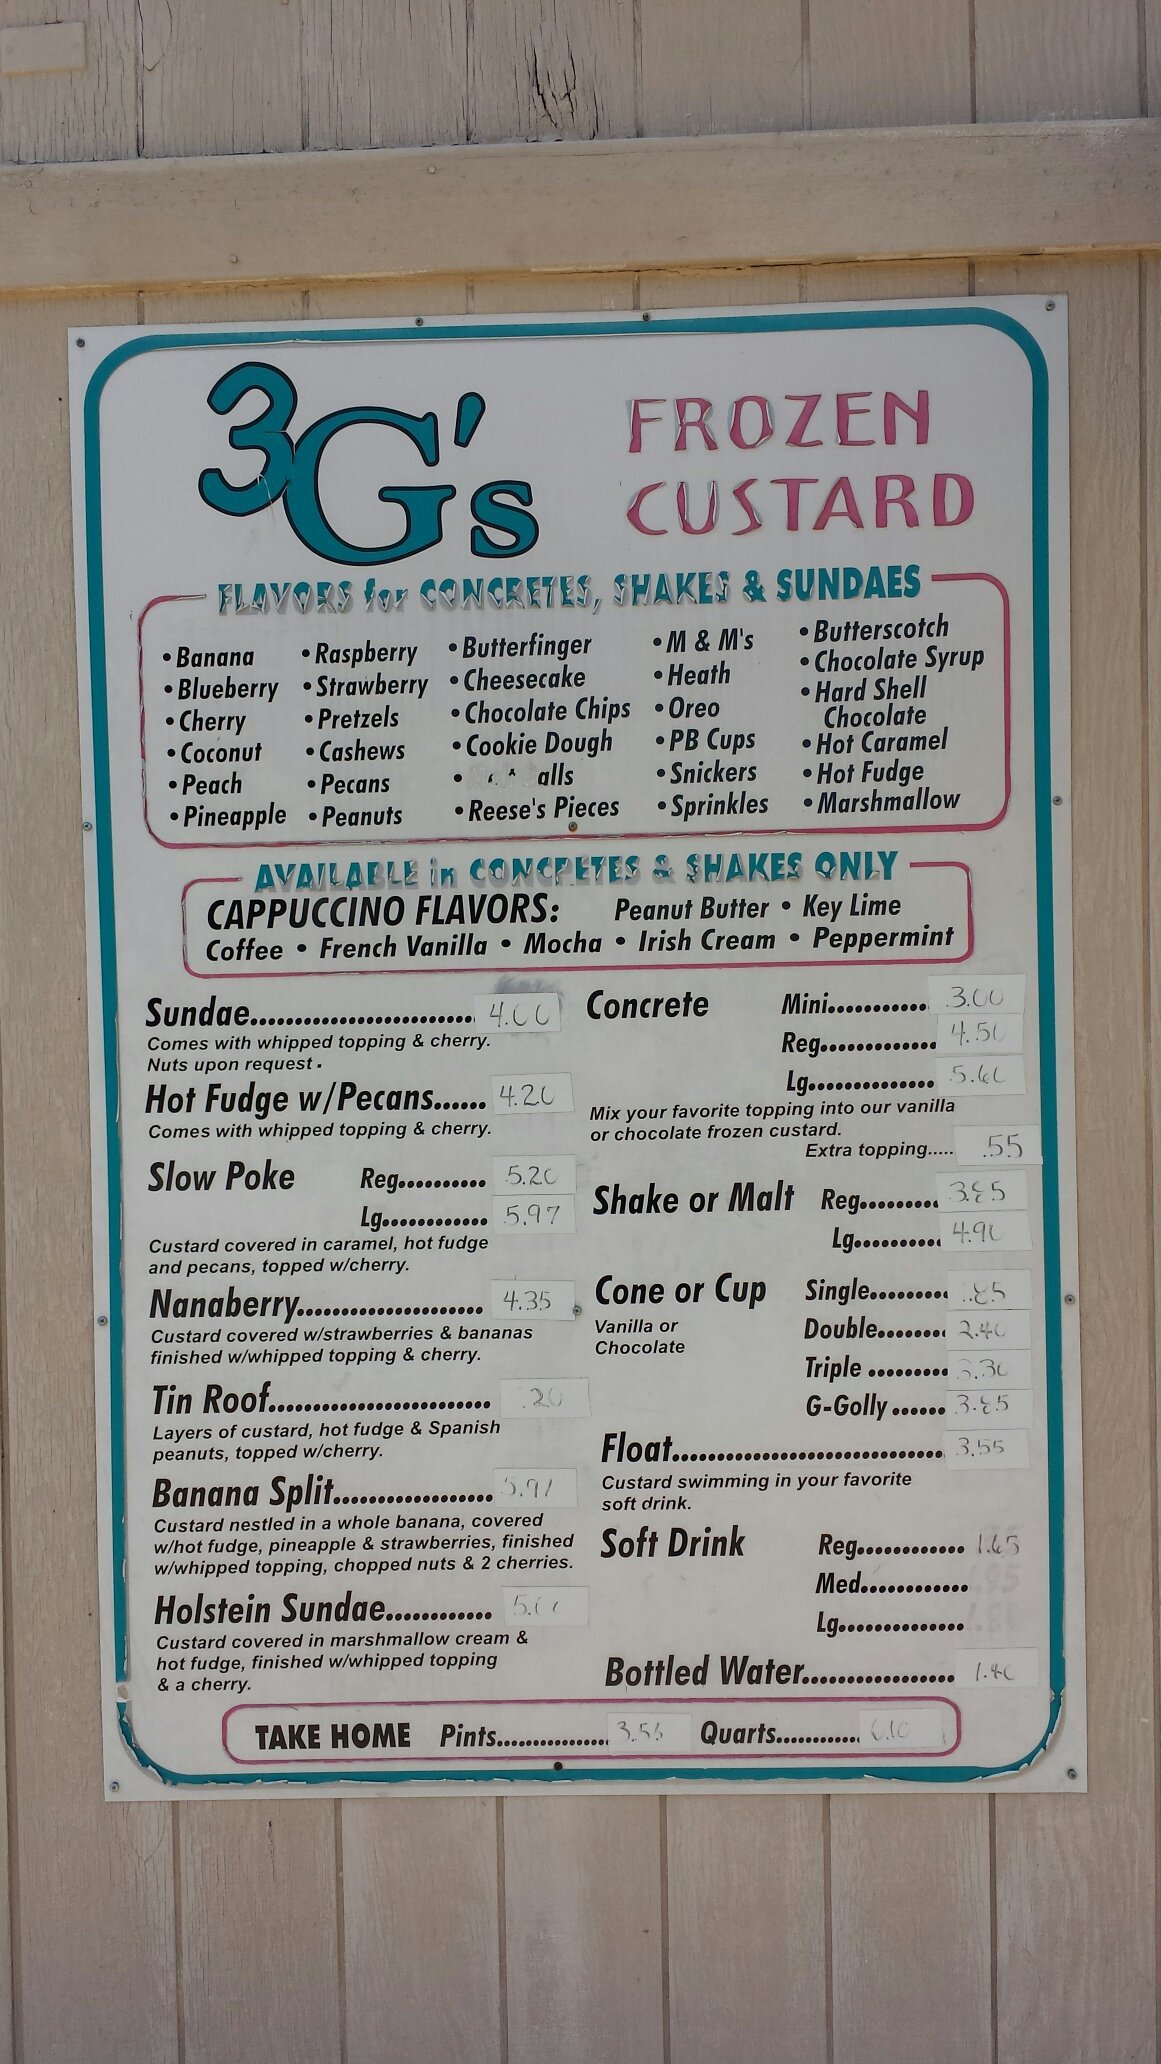 3G's
FROZEN
CUSTARD
FLAVORS for CONCRETES, SHAKES & SUNDAES
• Banana
• Blueberry
• Cherry
• Coconut
• Peach
• Pineapple
• Raspberry
• Strawberry
• Pretzels
• Cashews
• Pecans
• Peanuts
• Butterfinger
• Cheesecake
• Chocolate Chips
• Cookie Dough
• alls
• Reese's Pieces
• M & M's
• Heath
• Oreo
• PB Cups
• Snickers
• Sprinkles
• Butterscotch
• Chocolate Syrup
• Hard Shell
Chocolate
• Hot Caramel
• Hot Fudge
• Marshmallow
AVAILABLE in CONCRETES & SHAKES ONLY
CAPPUCCINO FLAVORS: Peanut Butter • Key Lime
Coffee • French Vanilla • Mocha • Irish Cream • Peppermint
Sundae.......................... 4.00
Comes with whipped topping & cherry.
Nuts upon request.
Hot Fudge w/Pecans...... 4.20
Comes with whipped topping & cherry.
Slow Poke Reg.......... 5.20
Lg............ 5.97
Custard covered in caramel, hot fudge
and pecans, topped w/cherry.
Nanaberry...................... 4.35
Custard covered w/strawberries & bananas
finished w/whipped topping & cherry.
Tin Roof..........................
Layers of custard, hot fudge & Spanish
peanuts, topped w/cherry.
Banana Split...................
Custard nestled in a whole banana, covered
w/hot fudge, pineapple & strawberries, finished
w/whipped topping, chopped nuts & 2 cherries.
Holstein Sundae............
Custard covered in marshmallow cream &
hot fudge, finished w/whipped topping
& a cherry.
Concrete Mini............ 3.00
Reg.............. 4.50
Lg...............
Mix your favorite topping into our vanilla
or chocolate frozen custard.
Extra topping..... .55
Shake or Malt Reg......... 3.85
Lg.......... 4.90
Cone or Cup Single.........
Vanilla or
Chocolate
Double........ 2.40
Triple ......... 3.30
G-Golly ...... 3.85
Float................................ 3.55
Custard swimming in your favorite
soft drink.
Soft Drink Reg............ 1.65
Med............
Lg..............
Bottled Water.................. 1.40
TAKE HOME Pints................ Quarts............